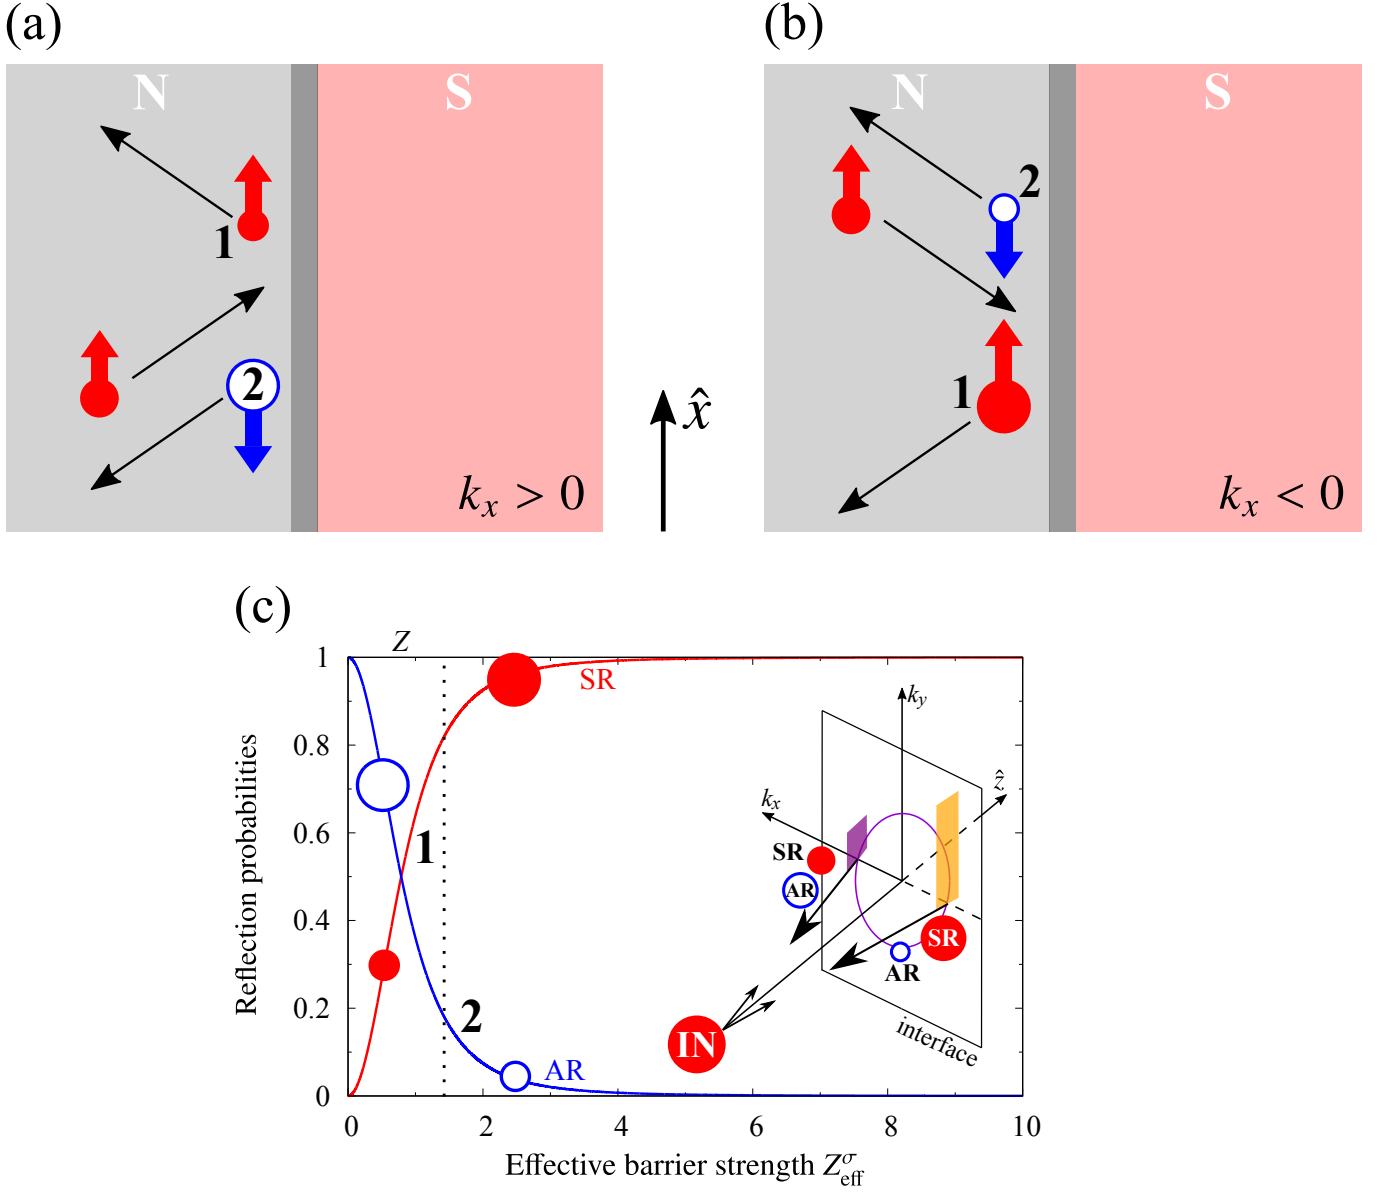 (a)
N
S
1
2
k_x > 0
x̂
(b)
N
S
2
1
k_x < 0
(c)
Z
1
0.8
0.6
0.4
0.2
0
Reflection probabilities
SR
1
2
AR
k_y
ẑ
k_x
SR
AR
SR
AR
IN
interface
0
2
4
6
8
10
Effective barrier strength Z_eff^σ